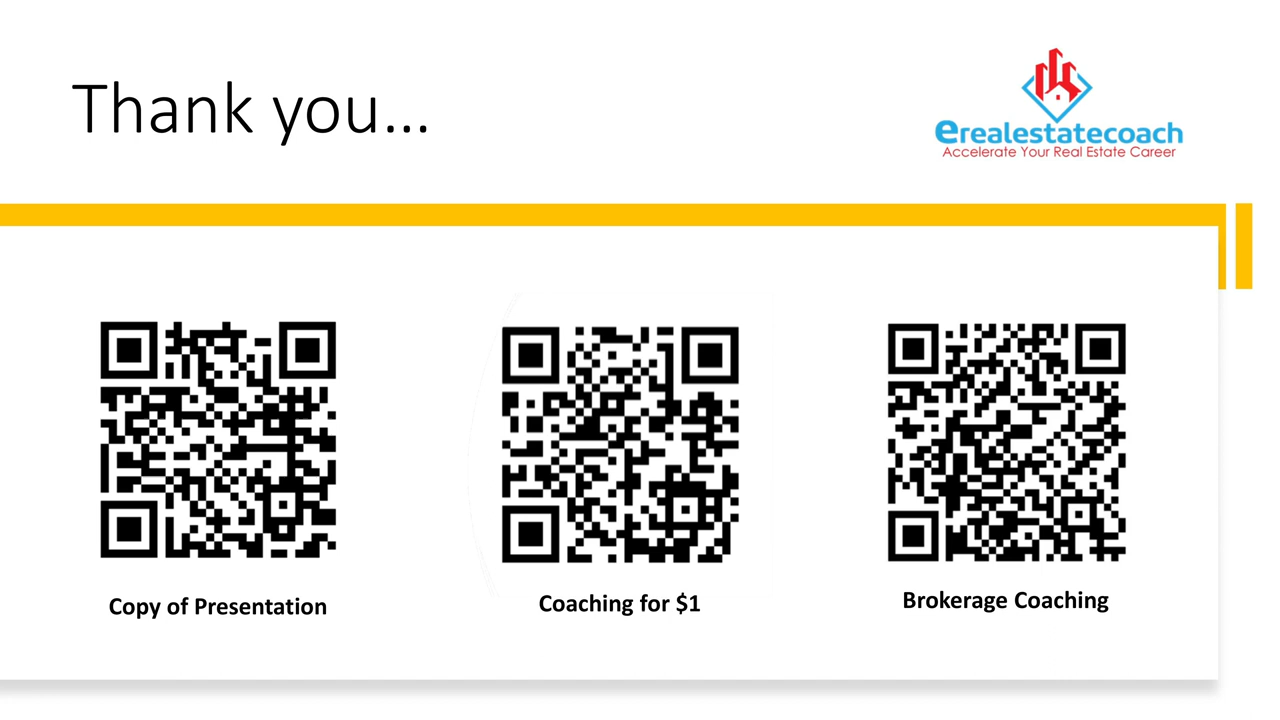 Thank you...
erealestatecoach
Accelerate Your Real Estate Career
Copy of Presentation
Coaching for $1
Brokerage Coaching